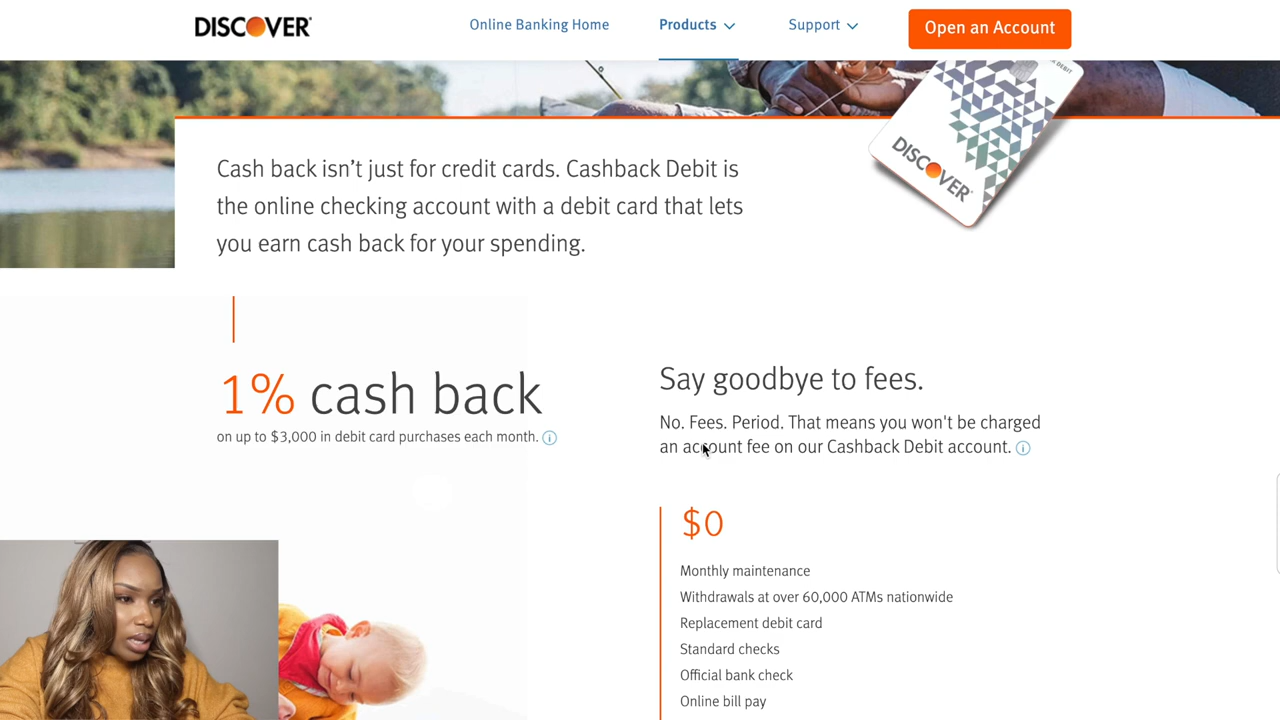 DISCOVER
Online Banking Home
Products
Support
Open an Account
DEBIT
DISCOVER
Cash back isn’t just for credit cards. Cashback Debit is
the online checking account with a debit card that lets
you earn cash back for your spending.
1% cash back
on up to $3,000 in debit card purchases each month.
Say goodbye to fees.
No. Fees. Period. That means you won't be charged
an account fee on our Cashback Debit account.
$0
Monthly maintenance
Withdrawals at over 60,000 ATMs nationwide
Replacement debit card
Standard checks
Official bank check
Online bill pay